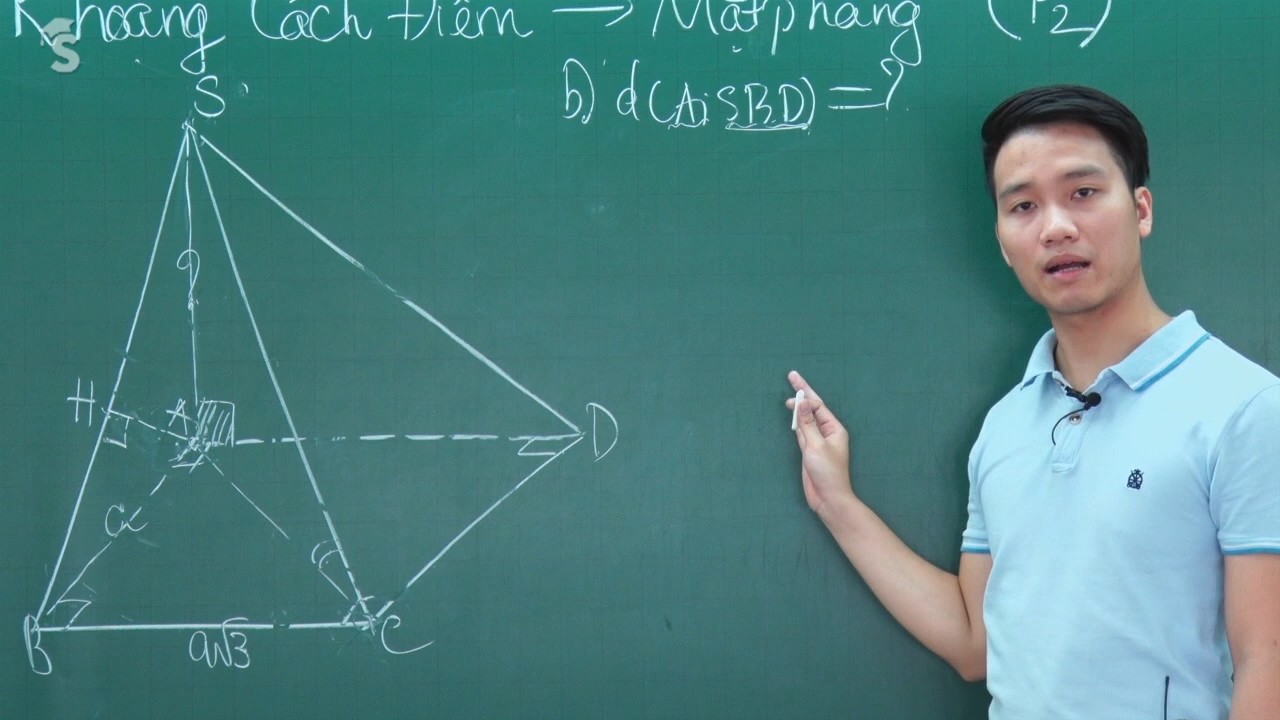 Khoảng Cách Điểm → Mặt phẳng (P2)
b) d(A; SBD) = ?
S
S
H
A
D
a
B
a√3
C